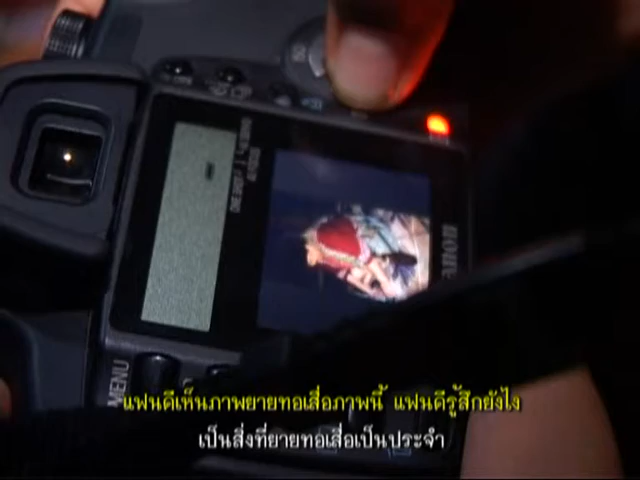 MENU
แฟนดีเห็นภาพยายทอเสื่อภาพนี้ แฟนดีรู้สึกยังไง
เป็นสิ่งที่ยายทอเสื่อเป็นประจำ